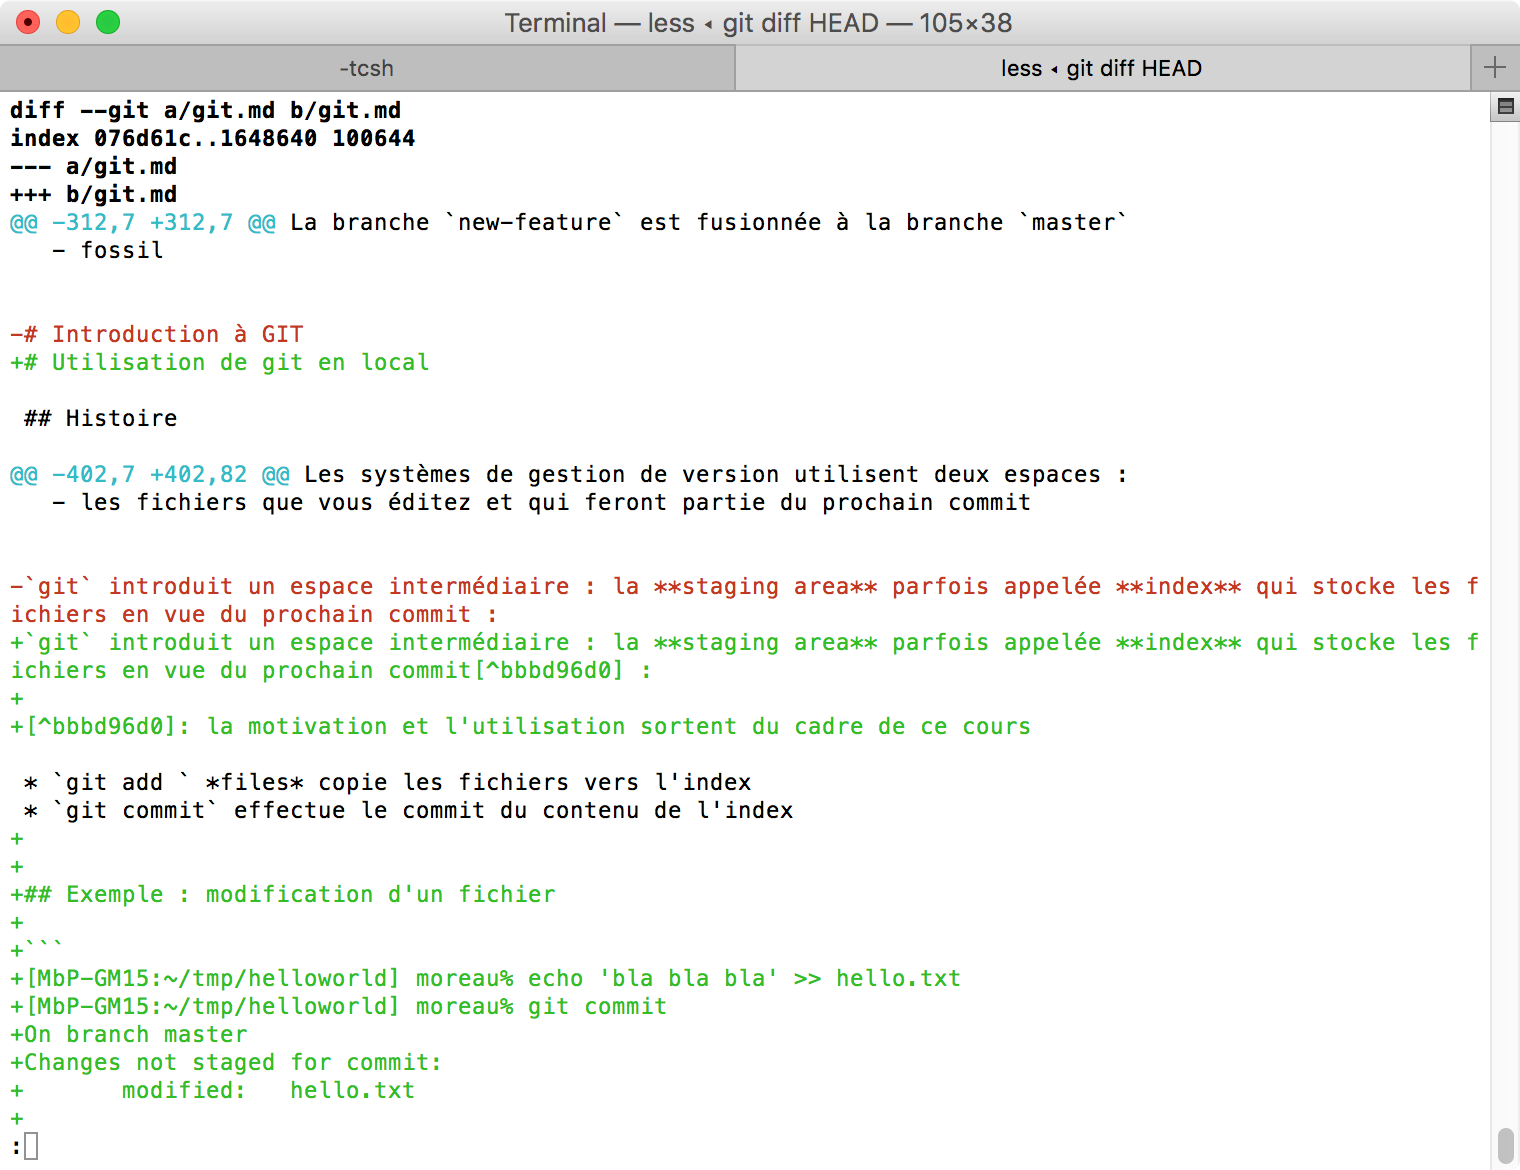 Terminal — less ◂ git diff HEAD — 105×38
-tcsh
less ◂ git diff HEAD
diff --git a/git.md b/git.md
index 076d61c..1648640 100644
--- a/git.md
+++ b/git.md
@@ -312,7 +312,7 @@ La branche `new-feature` est fusionnée à la branche `master`
   - fossil
-# Introduction à GIT
+# Utilisation de git en local
 ## Histoire
@@ -402,7 +402,82 @@ Les systèmes de gestion de version utilisent deux espaces :
   - les fichiers que vous éditez et qui feront partie du prochain commit
-`git` introduit un espace intermédiaire : la **staging area** parfois appelée **index** qui stocke les f
ichiers en vue du prochain commit :
+`git` introduit un espace intermédiaire : la **staging area** parfois appelée **index** qui stocke les f
ichiers en vue du prochain commit[^bbbd96d0] :
+
+[^bbbd96d0]: la motivation et l'utilisation sortent du cadre de ce cours
 * `git add ` *files* copie les fichiers vers l'index
 * `git commit` effectue le commit du contenu de l'index
+
+
+## Exemple : modification d'un fichier
+
+```
+[MbP-GM15:~/tmp/helloworld] moreau% echo 'bla bla bla' >> hello.txt
+[MbP-GM15:~/tmp/helloworld] moreau% git commit
+On branch master
+Changes not staged for commit:
+       modified:   hello.txt
+
: